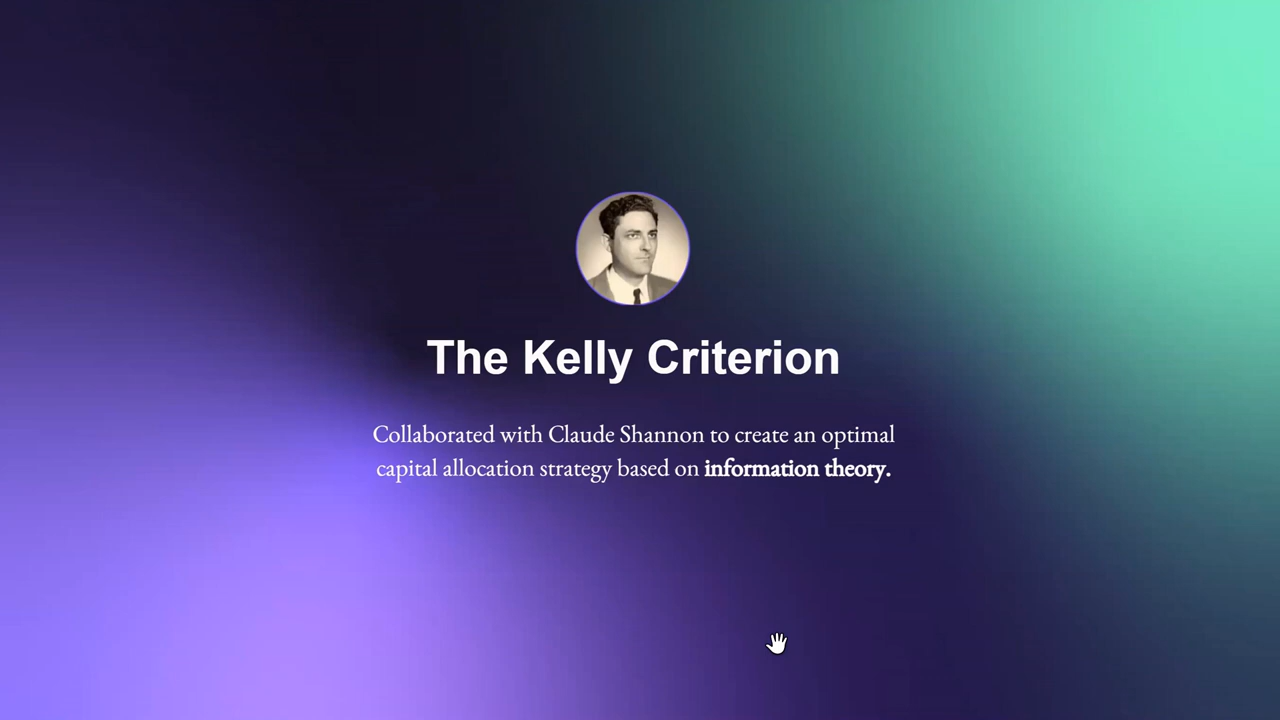 The Kelly Criterion
Collaborated with Claude Shannon to create an optimal
capital allocation strategy based on information theory.